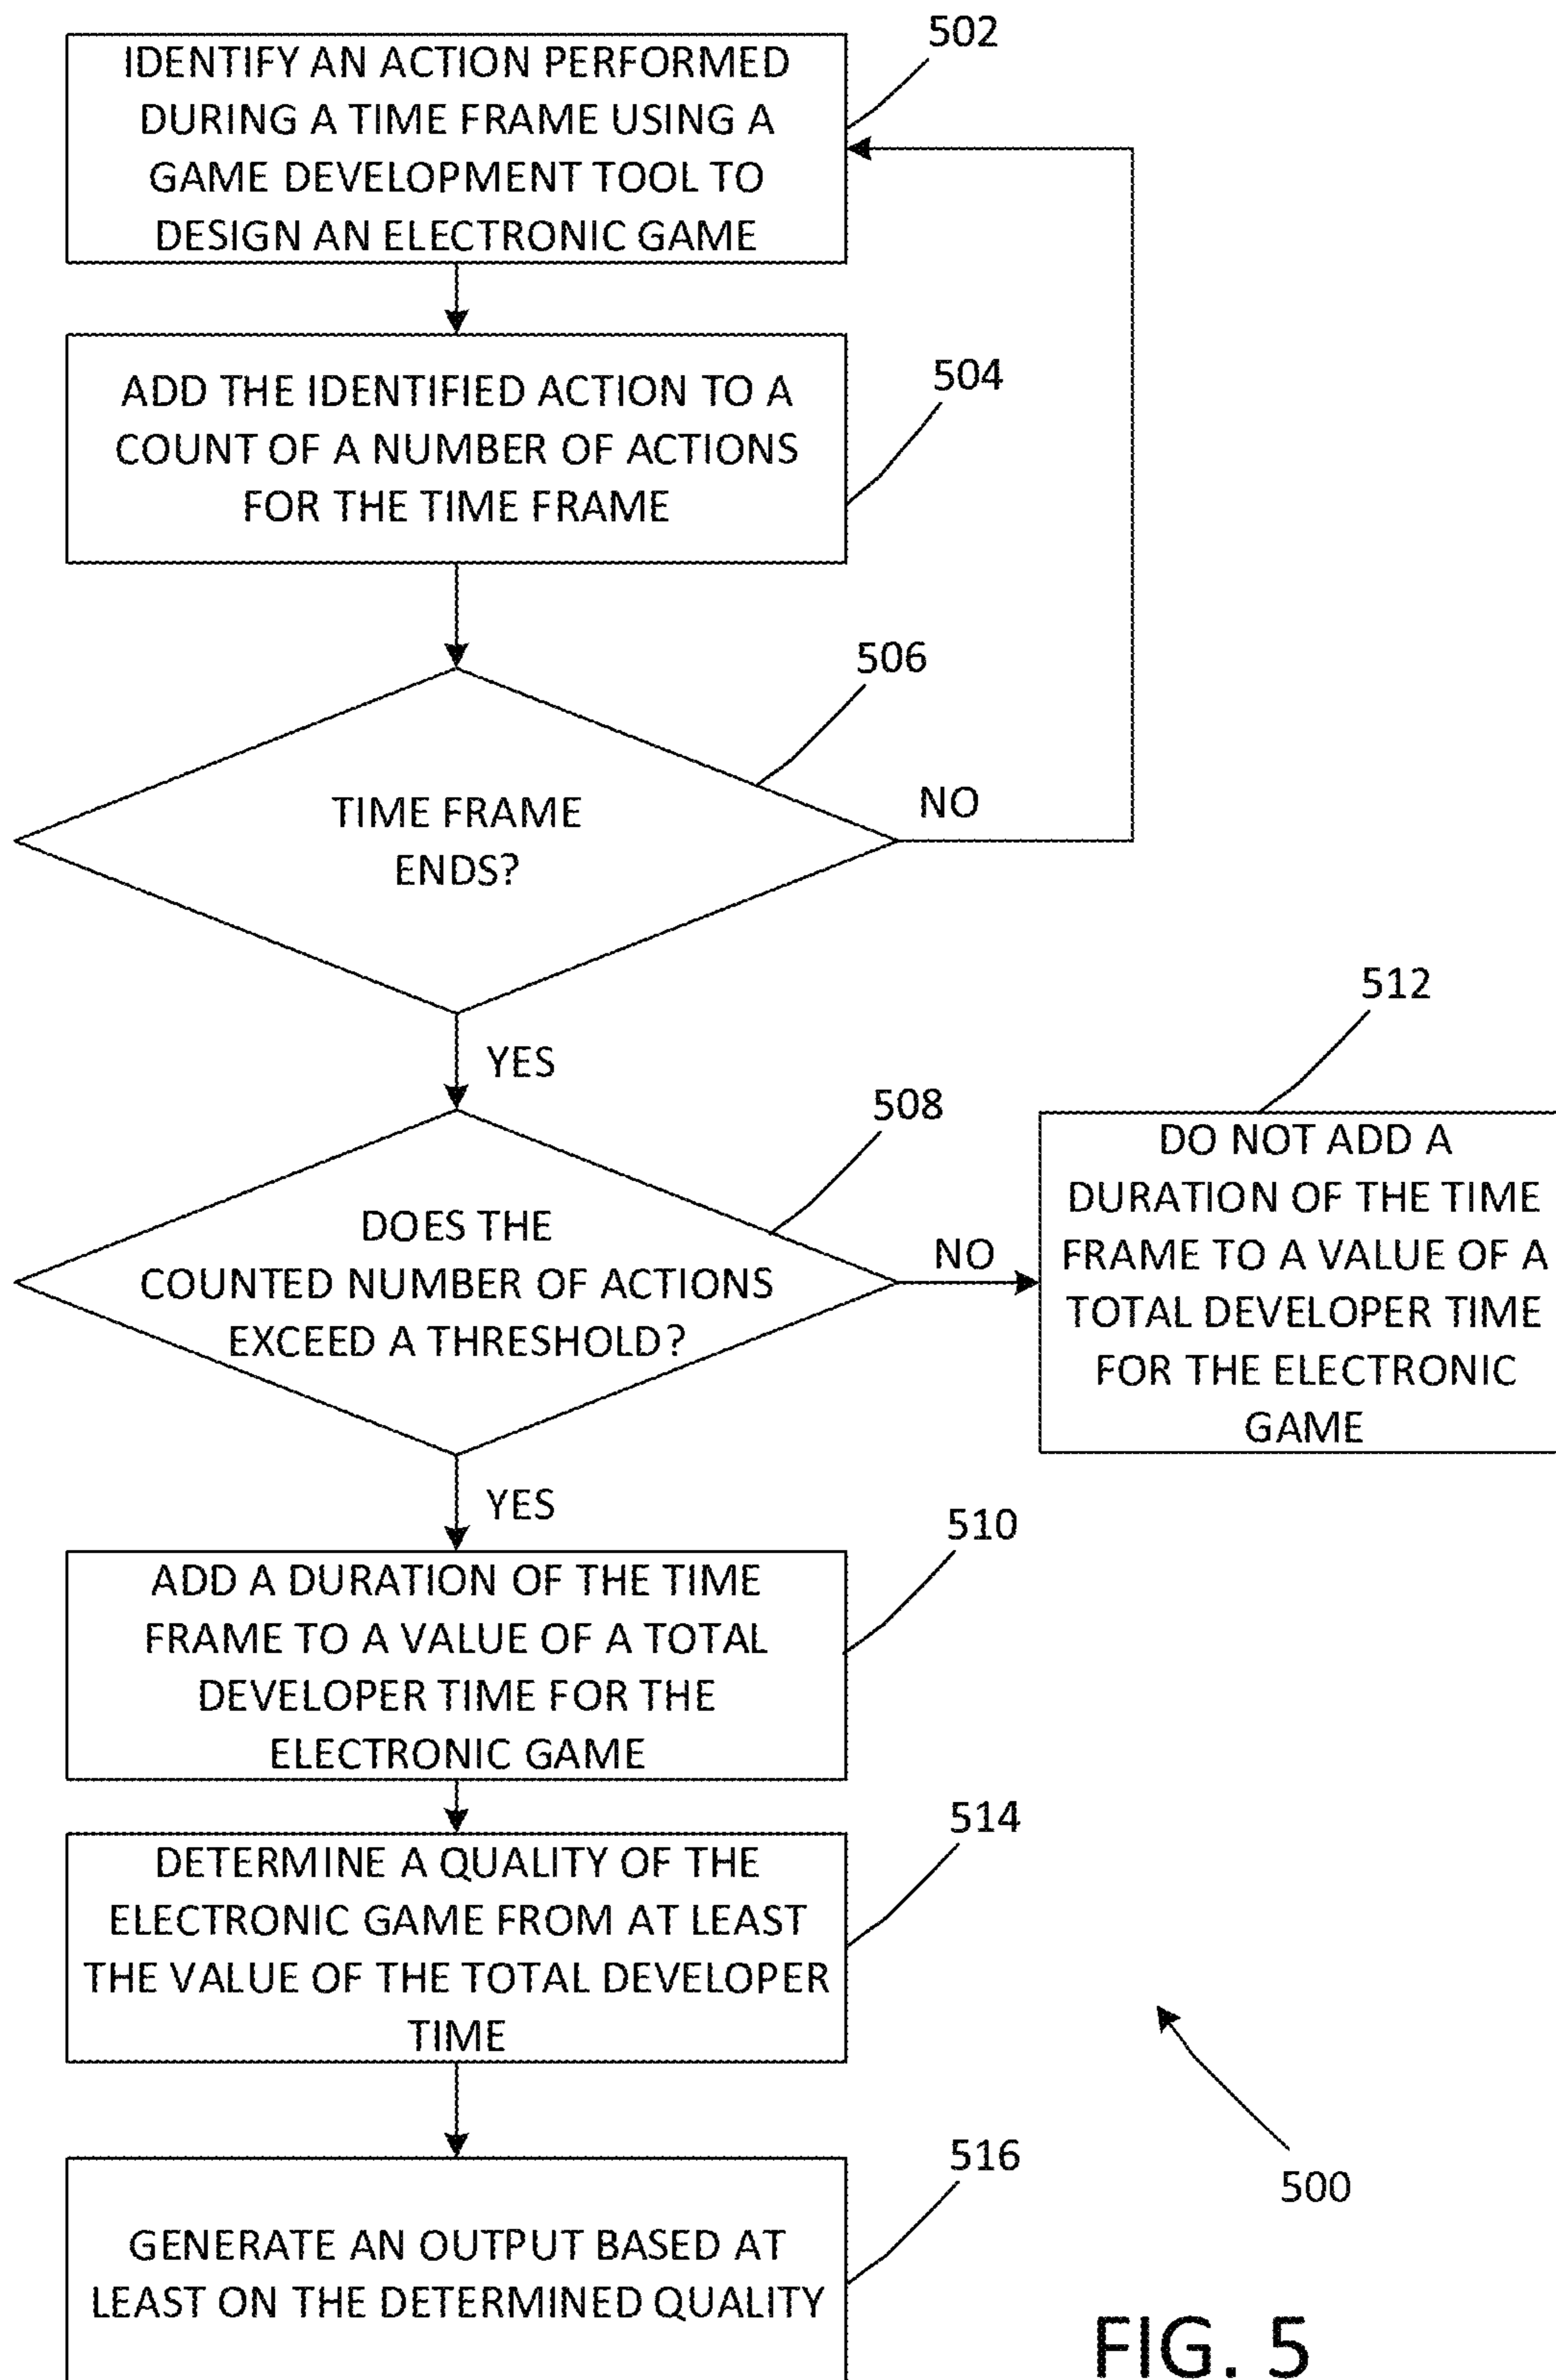 502
IDENTIFY AN ACTION PERFORMED
DURING A TIME FRAME USING A
GAME DEVELOPMENT TOOL TO
DESIGN AN ELECTRONIC GAME
504
ADD THE IDENTIFIED ACTION TO A
COUNT OF A NUMBER OF ACTIONS
FOR THE TIME FRAME
506
TIME FRAME
ENDS?
NO
YES
508
DOES THE
COUNTED NUMBER OF ACTIONS
EXCEED A THRESHOLD?
NO
512
DO NOT ADD A
DURATION OF THE TIME
FRAME TO A VALUE OF A
TOTAL DEVELOPER TIME
FOR THE ELECTRONIC
GAME
YES
510
ADD A DURATION OF THE TIME
FRAME TO A VALUE OF A TOTAL
DEVELOPER TIME FOR THE
ELECTRONIC GAME
514
DETERMINE A QUALITY OF THE
ELECTRONIC GAME FROM AT LEAST
THE VALUE OF THE TOTAL DEVELOPER
TIME
516
GENERATE AN OUTPUT BASED AT
LEAST ON THE DETERMINED QUALITY
500
FIG. 5